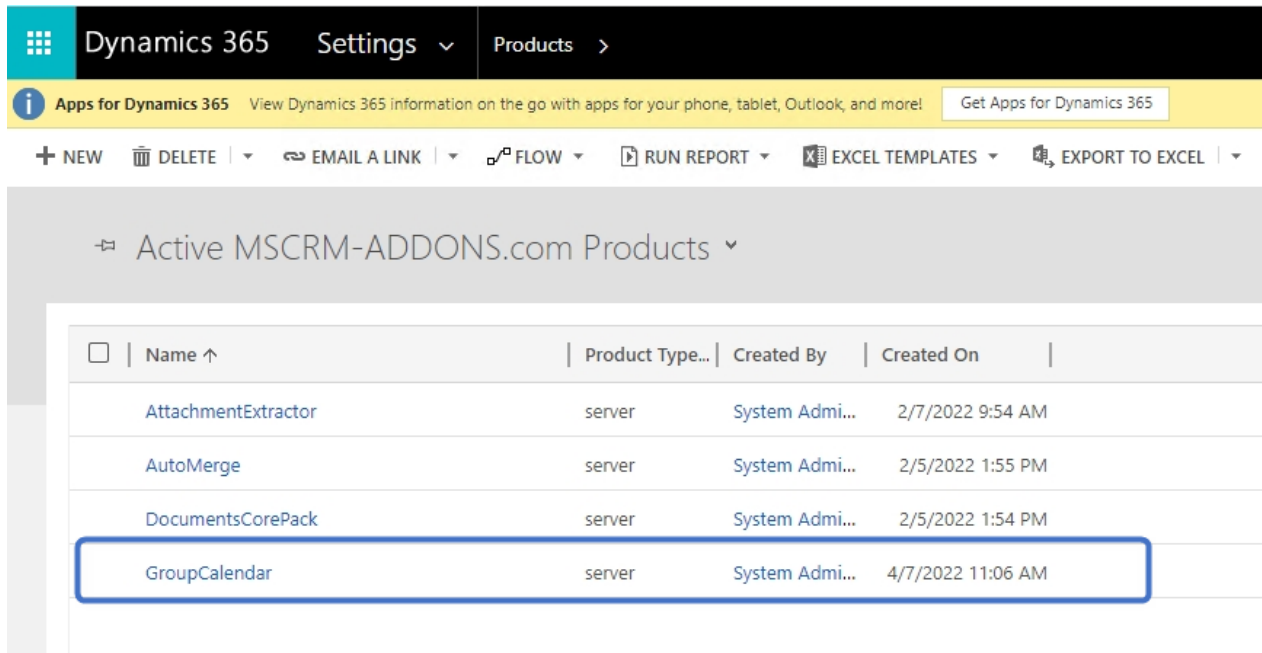 Dynamics 365 Settings Products
Apps for Dynamics 365 View Dynamics 365 information on the go with apps for your phone, tablet, Outlook, and more! Get Apps for Dynamics 365
NEW DELETE EMAIL A LINK FLOW RUN REPORT EXCEL TEMPLATES EXPORT TO EXCEL
Active MSCRM-ADDONS.com Products
Name ↑ Product Type... Created By Created On
AttachmentExtractor server System Admi... 2/7/2022 9:54 AM
AutoMerge server System Admi... 2/5/2022 1:55 PM
DocumentsCorePack server System Admi... 2/5/2022 1:54 PM
GroupCalendar server System Admi... 4/7/2022 11:06 AM